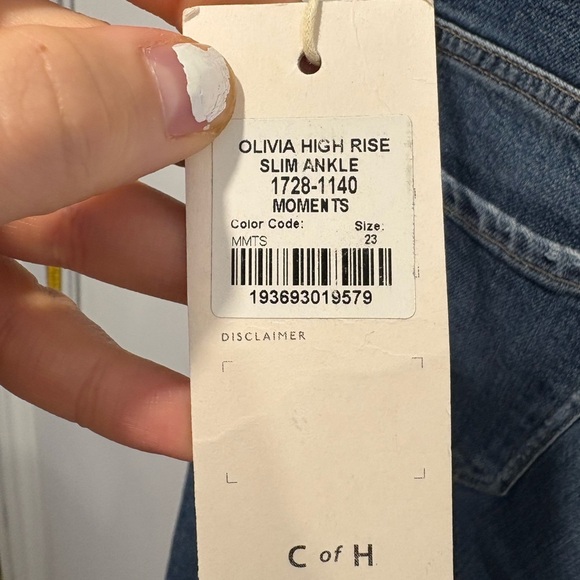 OLIVIA HIGH RISE
SLIM ANKLE
1728-1140
MOMENTS
Color Code: Size:
MMTS 23
193693019579
DISCLAIMER
C of H